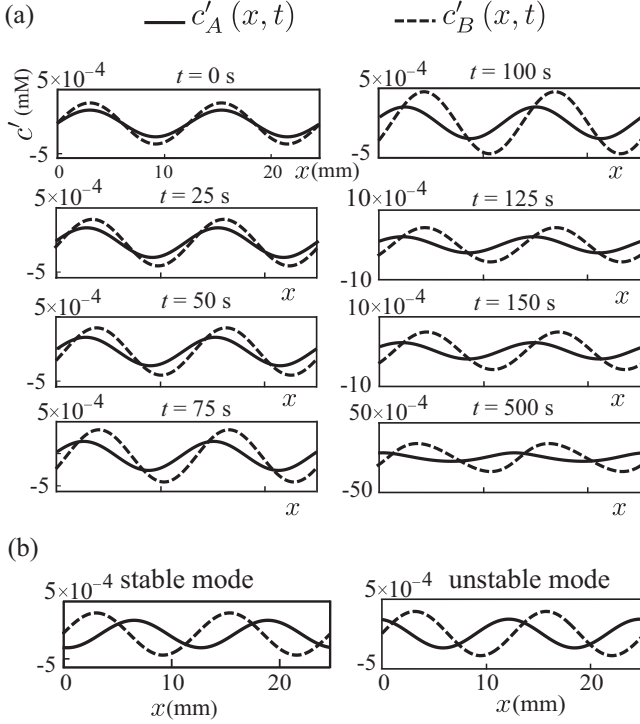 (a)
c′A (x, t)
c′B (x, t)
5×10⁻⁴
t = 0 s
c′ (mM)
-5
0
10
20
x(mm)
5×10⁻⁴
t = 25 s
-5
x
5×10⁻⁴
t = 50 s
-5
x
5×10⁻⁴
t = 75 s
-5
x
5×10⁻⁴
t = 100 s
-5
x
10×10⁻⁴
t = 125 s
-10
x
10×10⁻⁴
t = 150 s
-10
x
50×10⁻⁴
t = 500 s
-50
x
(b)
5×10⁻⁴ stable mode
-5
0
10
20
x(mm)
5×10⁻⁴
unstable mode
-5
0
10
20
x(mm)